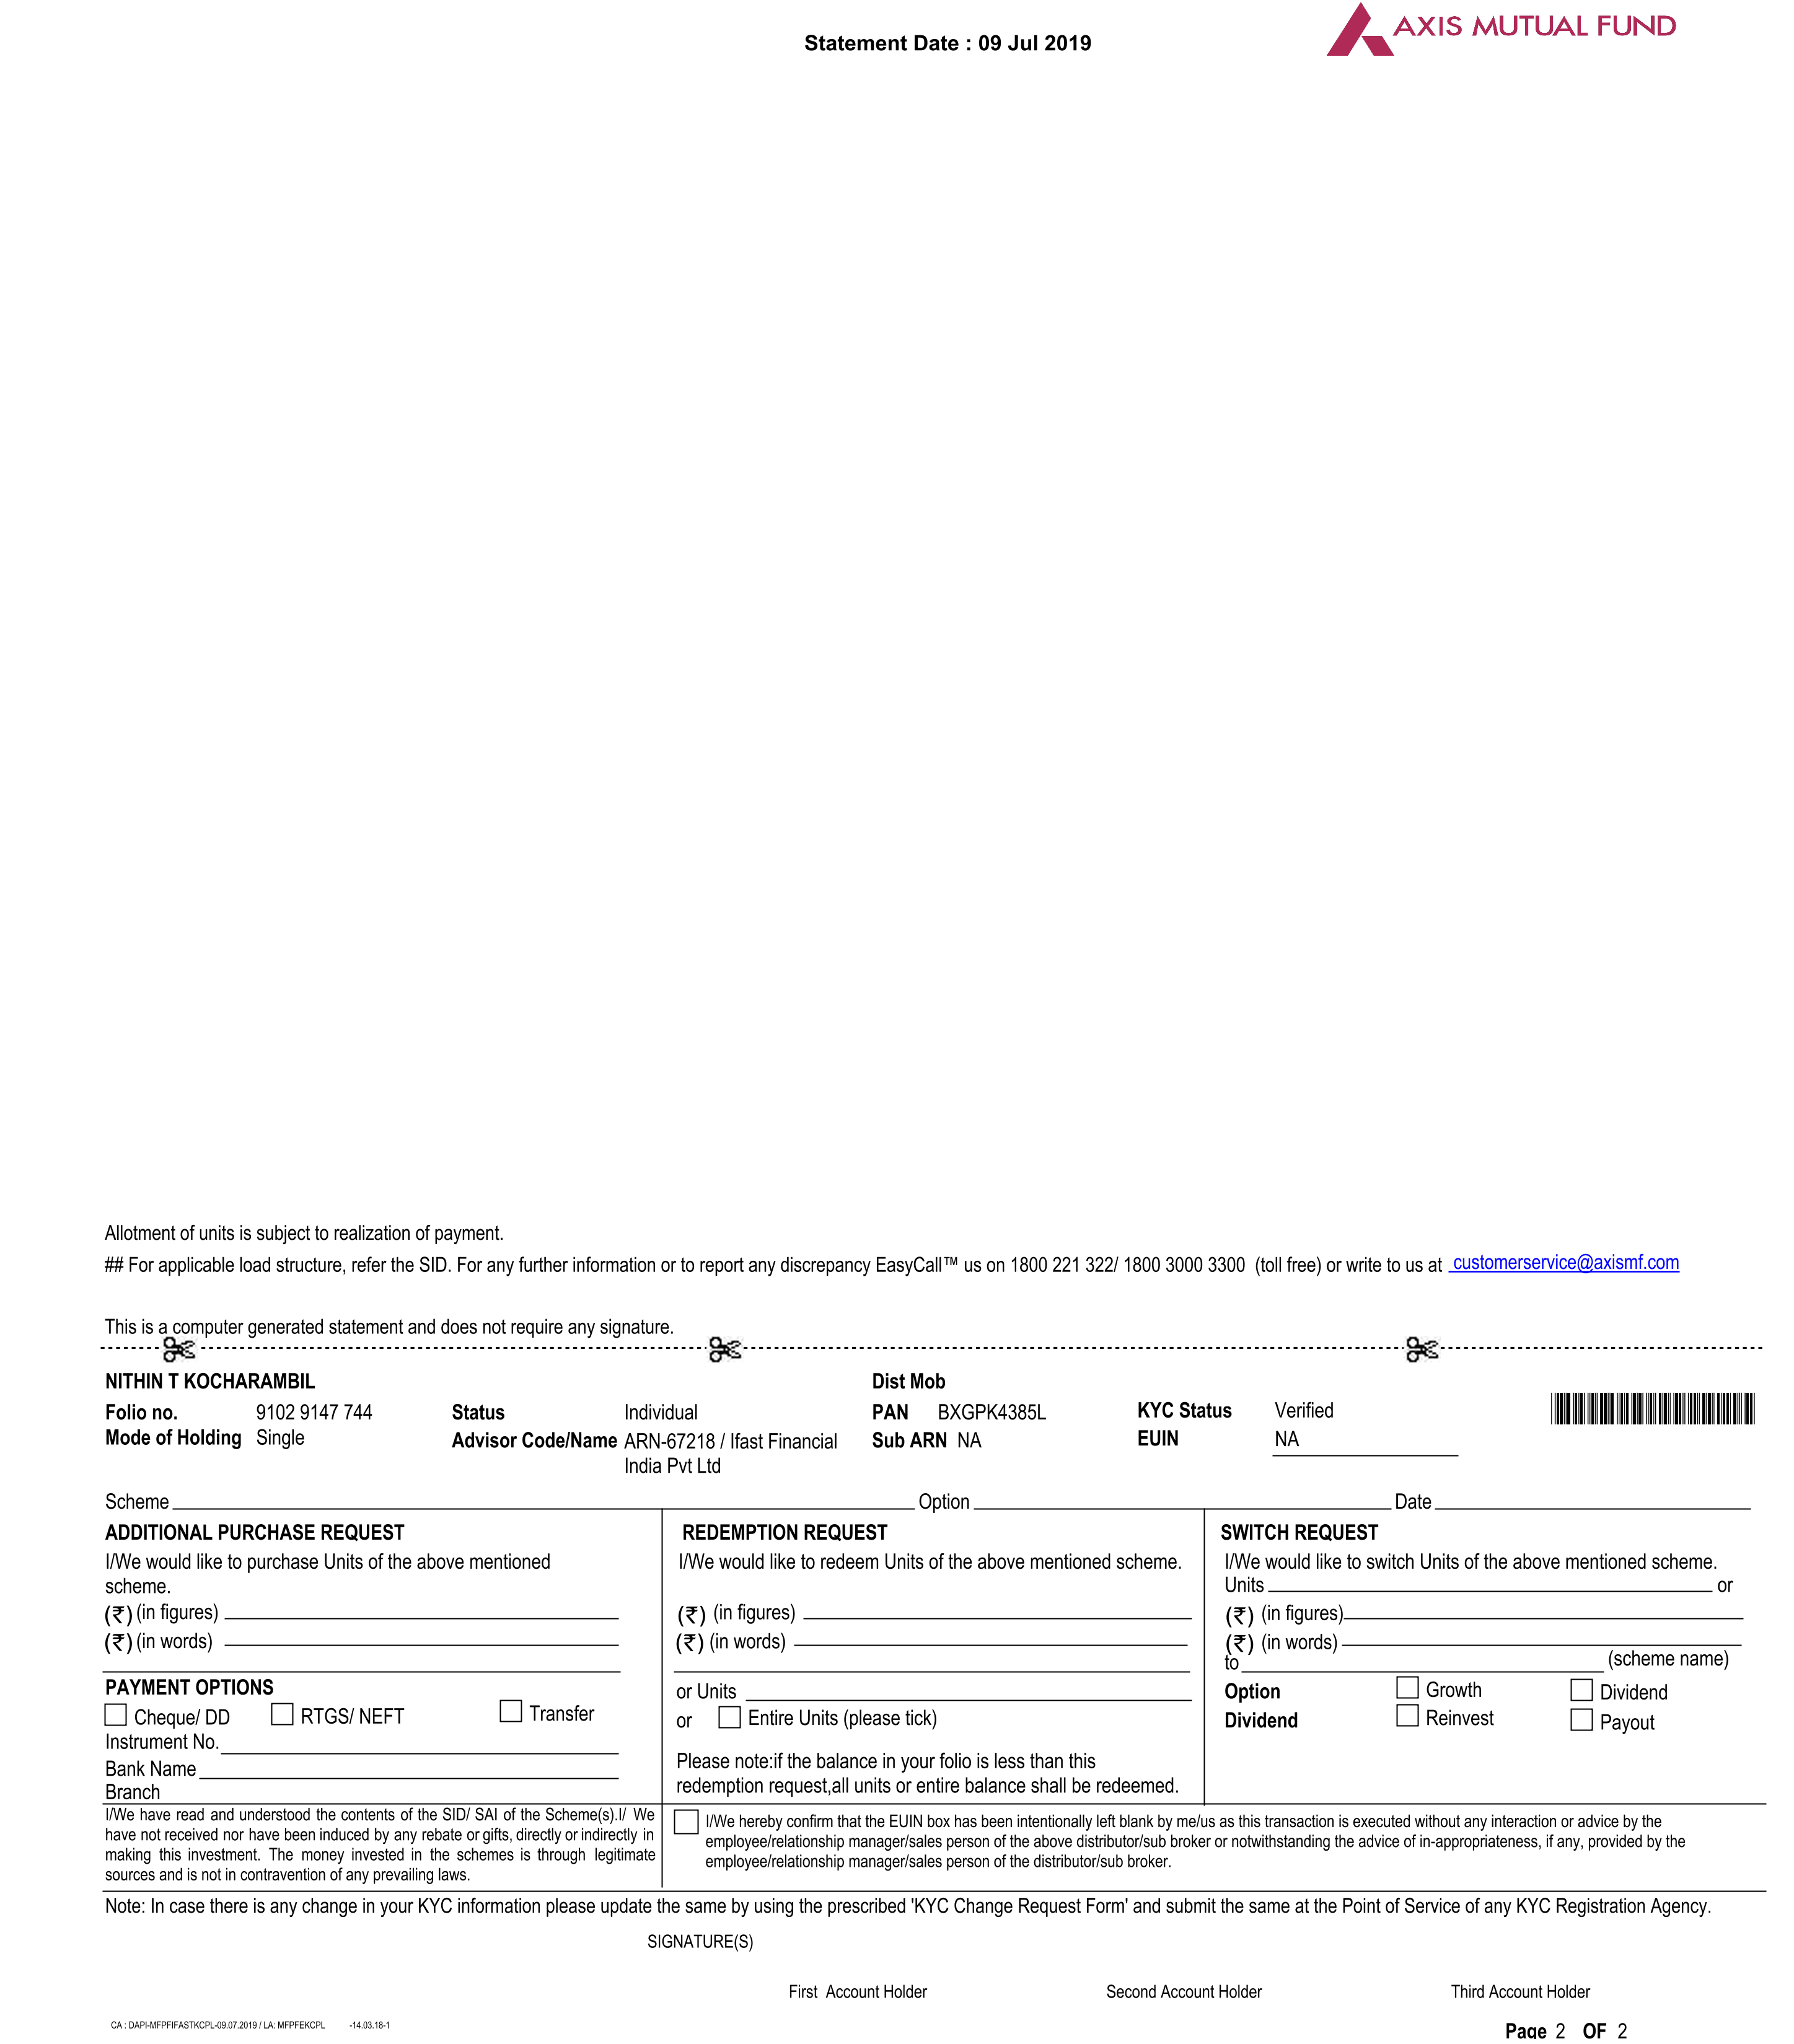 Statement Date : 09 Jul 2019
AXIS MUTUAL FUND
Allotment of units is subject to realization of payment.
## For applicable load structure, refer the SID. For any further information or to report any discrepancy EasyCall™ us on 1800 221 322/ 1800 3000 3300 (toll free) or write to us at customerservice@axismf.com
This is a computer generated statement and does not require any signature.
NITHIN T KOCHARAMBIL Dist Mob
Folio no. 9102 9147 744 Status Individual PAN BXGPK4385L KYC Status Verified
Mode of Holding Single Advisor Code/Name ARN-67218 / Ifast Financial Sub ARN NA EUIN NA
India Pvt Ltd
Scheme Option Date
ADDITIONAL PURCHASE REQUEST
I/We would like to purchase Units of the above mentioned
scheme.
(₹) (in figures)
(₹) (in words)
PAYMENT OPTIONS
Cheque/ DD RTGS/ NEFT Transfer
Instrument No.
Bank Name
Branch
REDEMPTION REQUEST
I/We would like to redeem Units of the above mentioned scheme.
(₹) (in figures)
(₹) (in words)
or Units
or Entire Units (please tick)
Please note:if the balance in your folio is less than this
redemption request,all units or entire balance shall be redeemed.
SWITCH REQUEST
I/We would like to switch Units of the above mentioned scheme.
Units or
(₹) (in figures)
(₹) (in words)
to (scheme name)
Option Growth Dividend
Dividend Reinvest Payout
I/We have read and understood the contents of the SID/ SAI of the Scheme(s).I/ We
have not received nor have been induced by any rebate or gifts, directly or indirectly in
making this investment. The money invested in the schemes is through legitimate
sources and is not in contravention of any prevailing laws.
I/We hereby confirm that the EUIN box has been intentionally left blank by me/us as this transaction is executed without any interaction or advice by the
employee/relationship manager/sales person of the above distributor/sub broker or notwithstanding the advice of in-appropriateness, if any, provided by the
employee/relationship manager/sales person of the distributor/sub broker.
Note: In case there is any change in your KYC information please update the same by using the prescribed 'KYC Change Request Form' and submit the same at the Point of Service of any KYC Registration Agency.
SIGNATURE(S)
First Account Holder Second Account Holder Third Account Holder
CA : DAPI-MFPFIFASTKCPL-09.07.2019 / LA: MFPFEKCPL -14.03.18-1
Page 2 OF 2